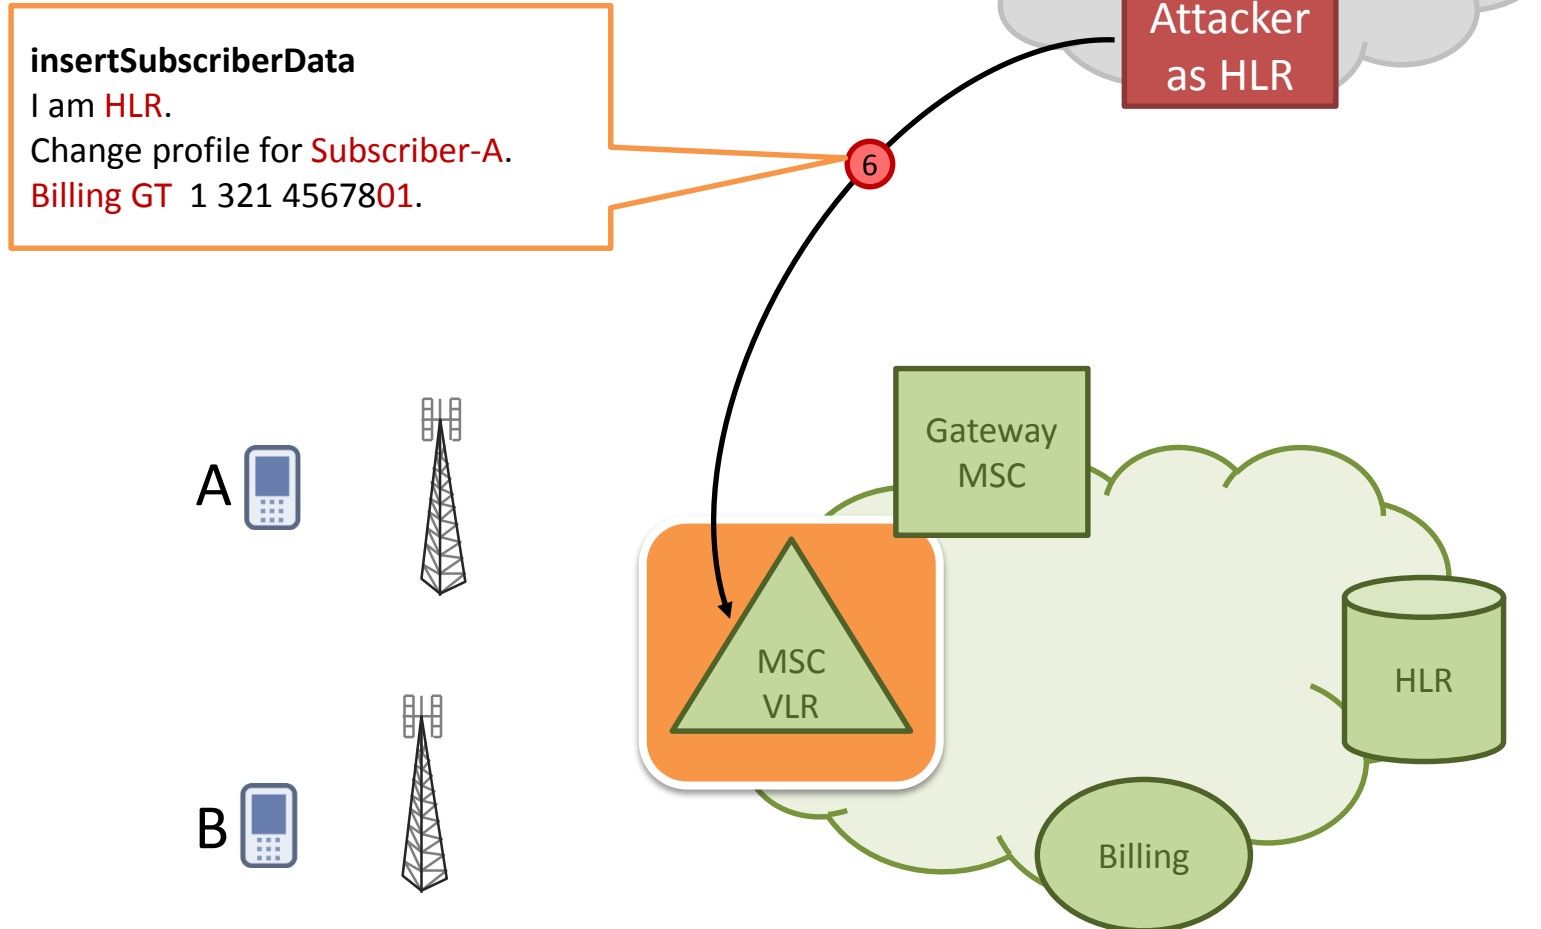 Attacker
as HLR
insertSubscriberData
I am HLR.
Change profile for Subscriber-A.
Billing GT 1 321 4567801.
6
Gateway
MSC
A
MSC
VLR
HLR
B
Billing